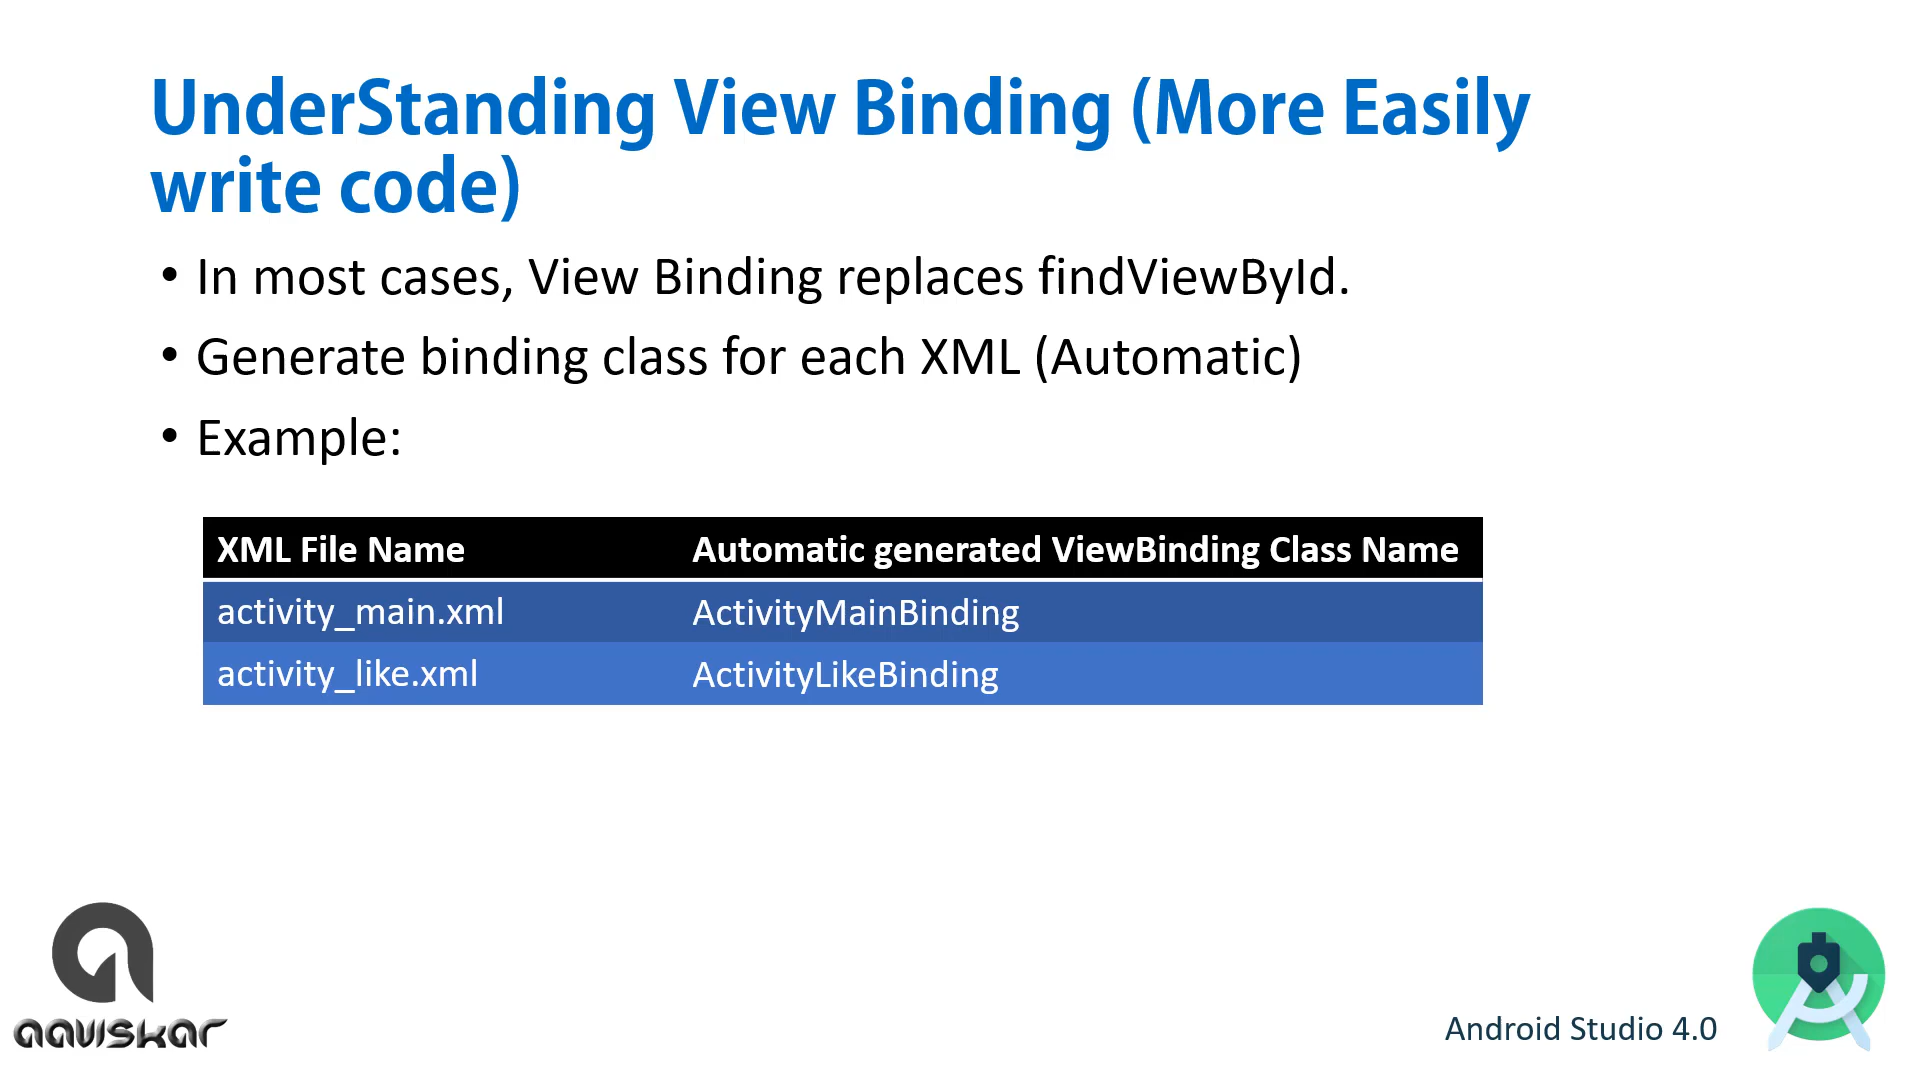 UnderStanding View Binding (More Easily
write code)
• In most cases, View Binding replaces findViewById.
• Generate binding class for each XML (Automatic)
• Example:
XML File Name Automatic generated ViewBinding Class Name
activity_main.xml ActivityMainBinding
activity_like.xml ActivityLikeBinding
aaviskar
Android Studio 4.0